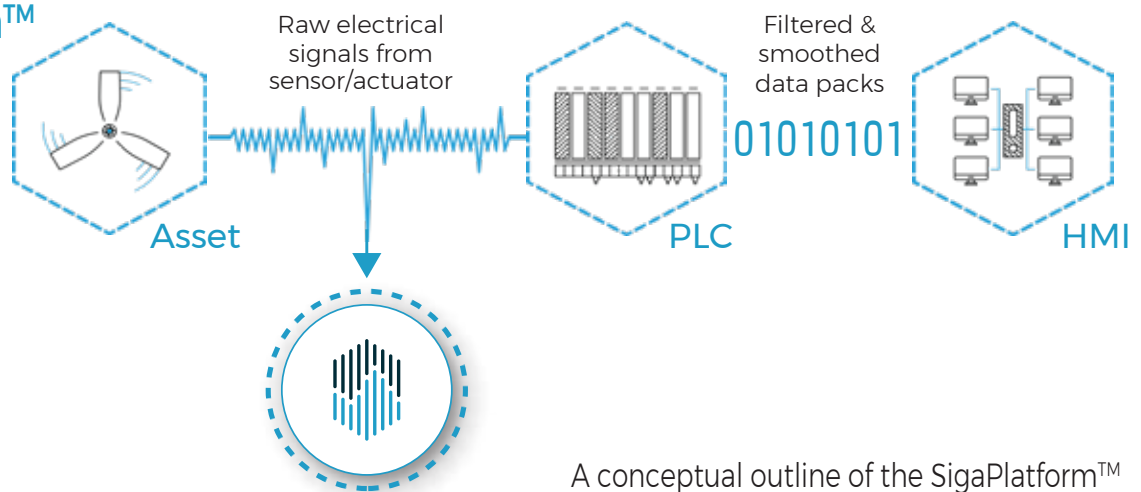 TM
Raw electrical
signals from
sensor/actuator
Filtered &
smoothed
data packs
01010101
Asset
PLC
HMI
A conceptual outline of the SigaPlatform™